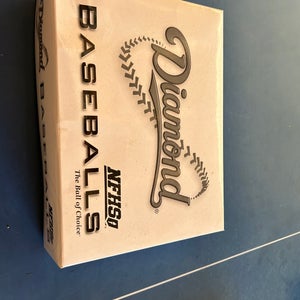 Diamond®
BASEBALLS
NFHS
The Ball of Choice
Diamond
BASEBALLS